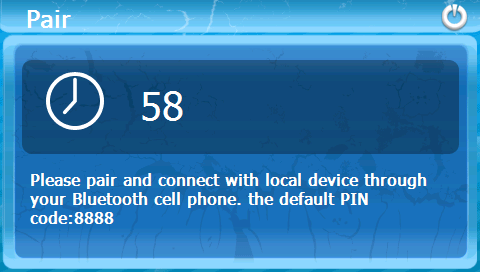 Pair
58
Please pair and connect with local device through
your Bluetooth cell phone. the default PIN
code:8888